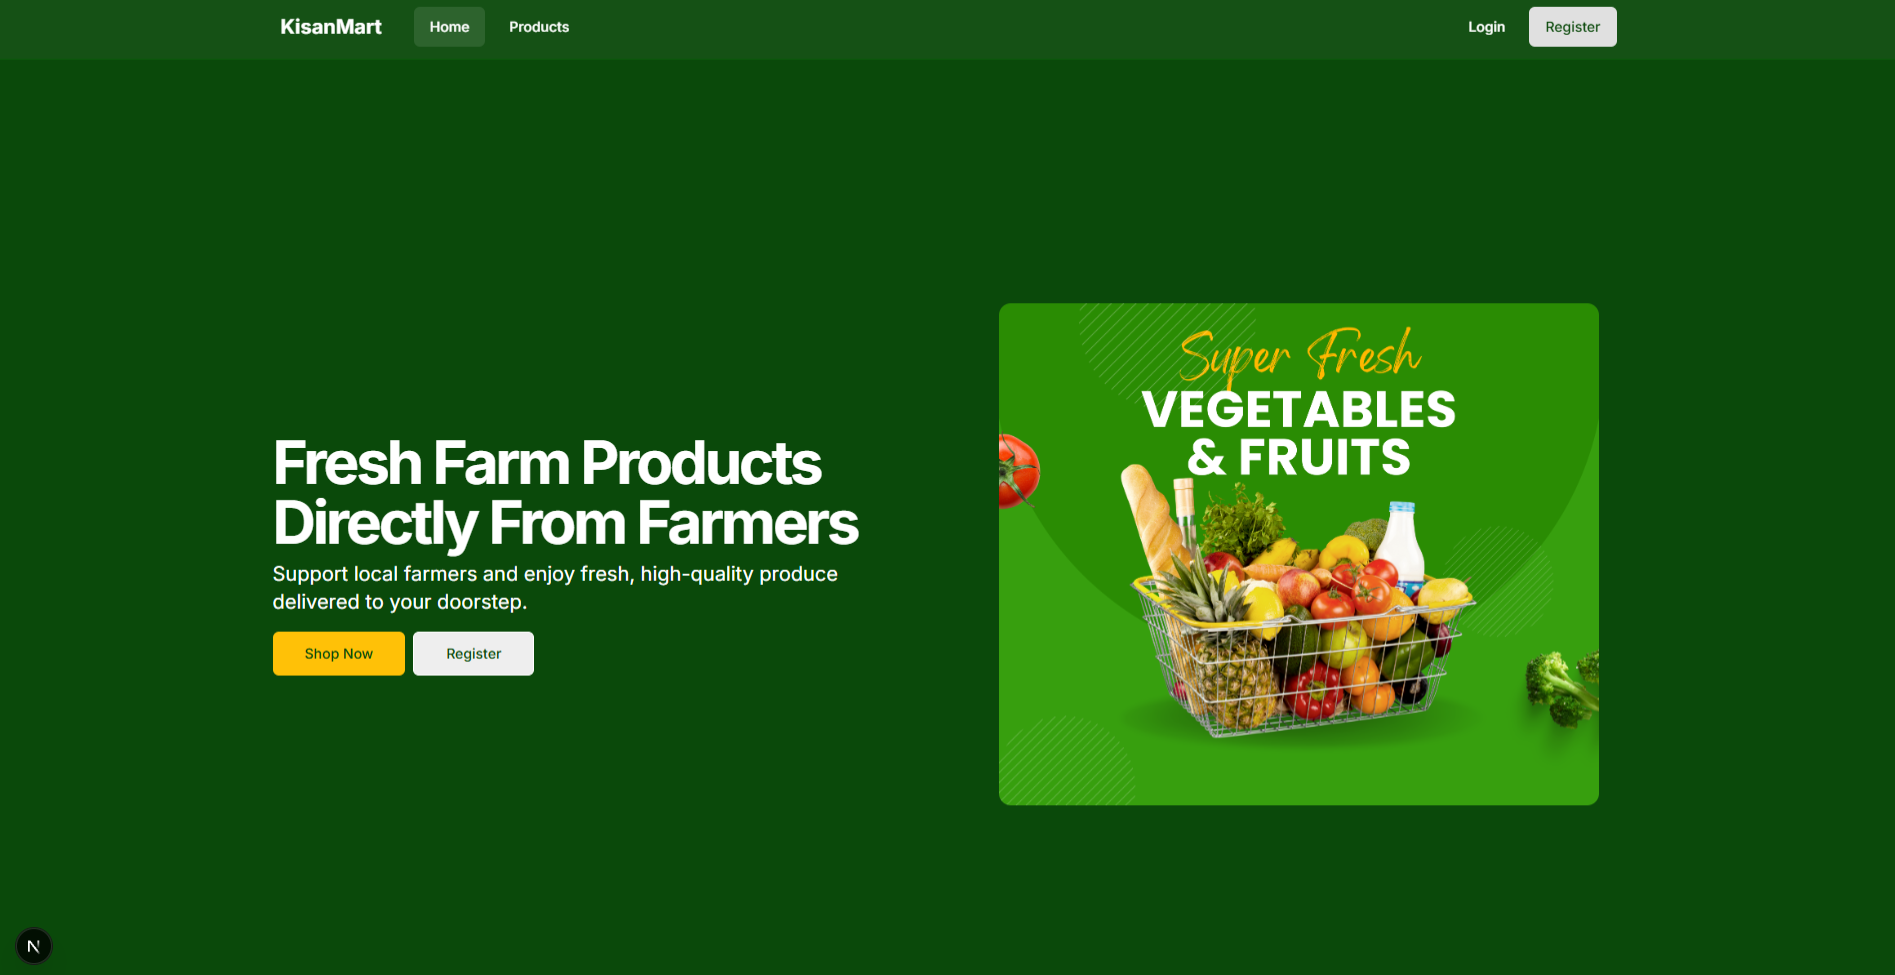 KisanMart
Home
Products
Login
Register
Fresh Farm Products
Directly From Farmers
Support local farmers and enjoy fresh, high-quality produce
delivered to your doorstep.
Shop Now
Register
Super Fresh
VEGETABLES
& FRUITS
N